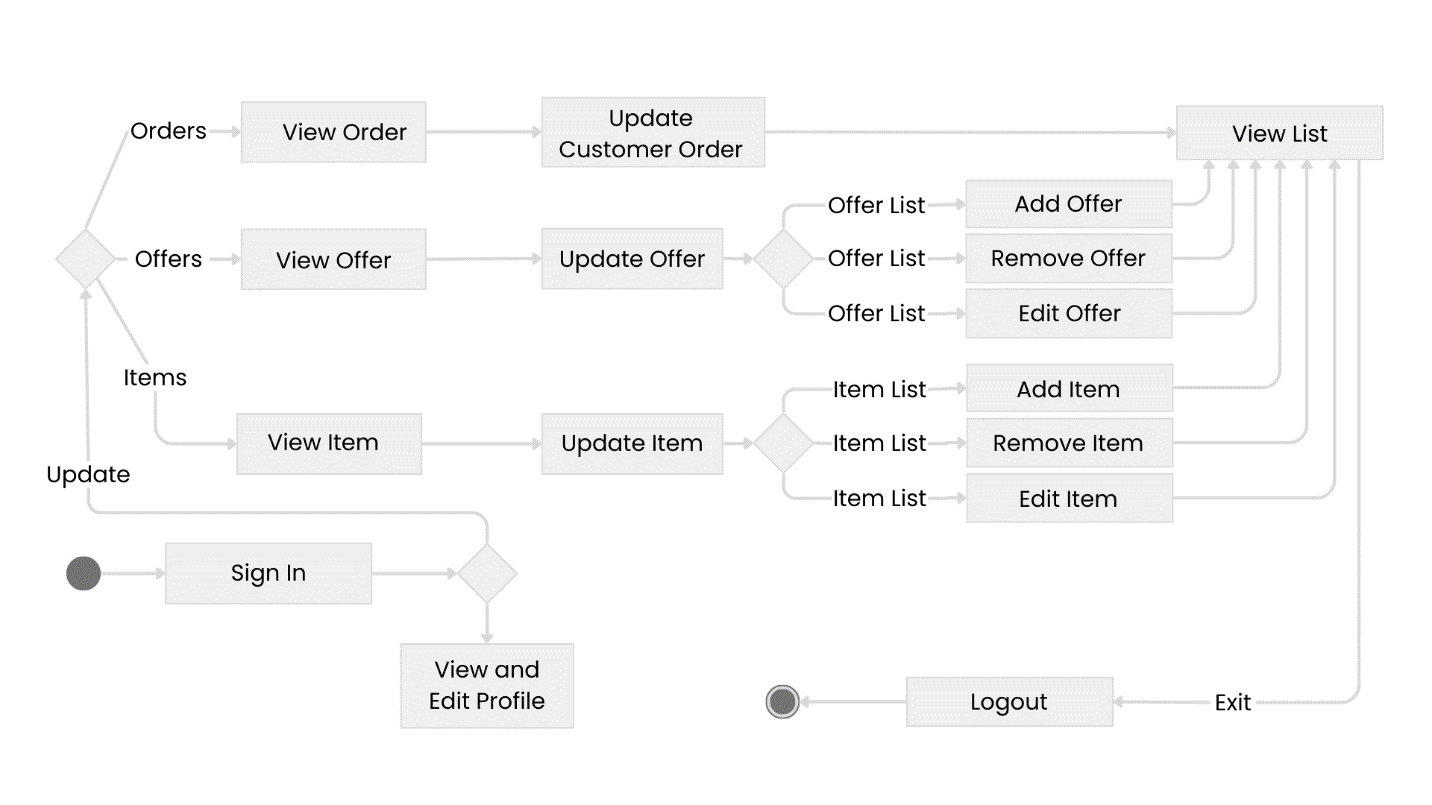 Orders
View Order
Update
Customer Order
View List
Offer List
Add Offer
Offers
View Offer
Update Offer
Offer List
Remove Offer
Offer List
Edit Offer
Items
Item List
Add Item
View Item
Update Item
Item List
Remove Item
Update
Item List
Edit Item
Sign In
View and
Edit Profile
Logout
Exit